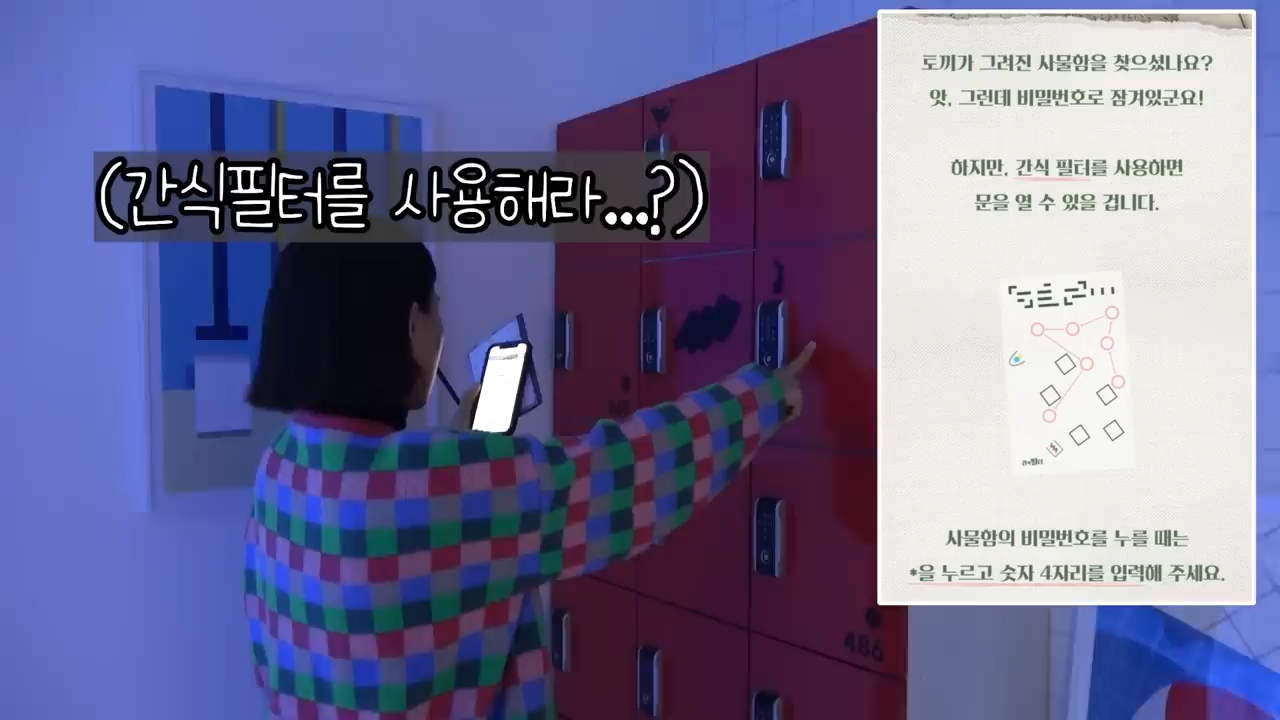 (간식필터를 사용해라...?)
토끼가 그려진 사물함을 찾으셨나요?
앗, 그런데 비밀번호로 잠겨있군요!
하지만, 간식 필터를 사용하면
문을 열 수 있을 겁니다.
사물함의 비밀번호를 누를 때는
*을 누르고 숫자 4자리를 입력해 주세요.
486